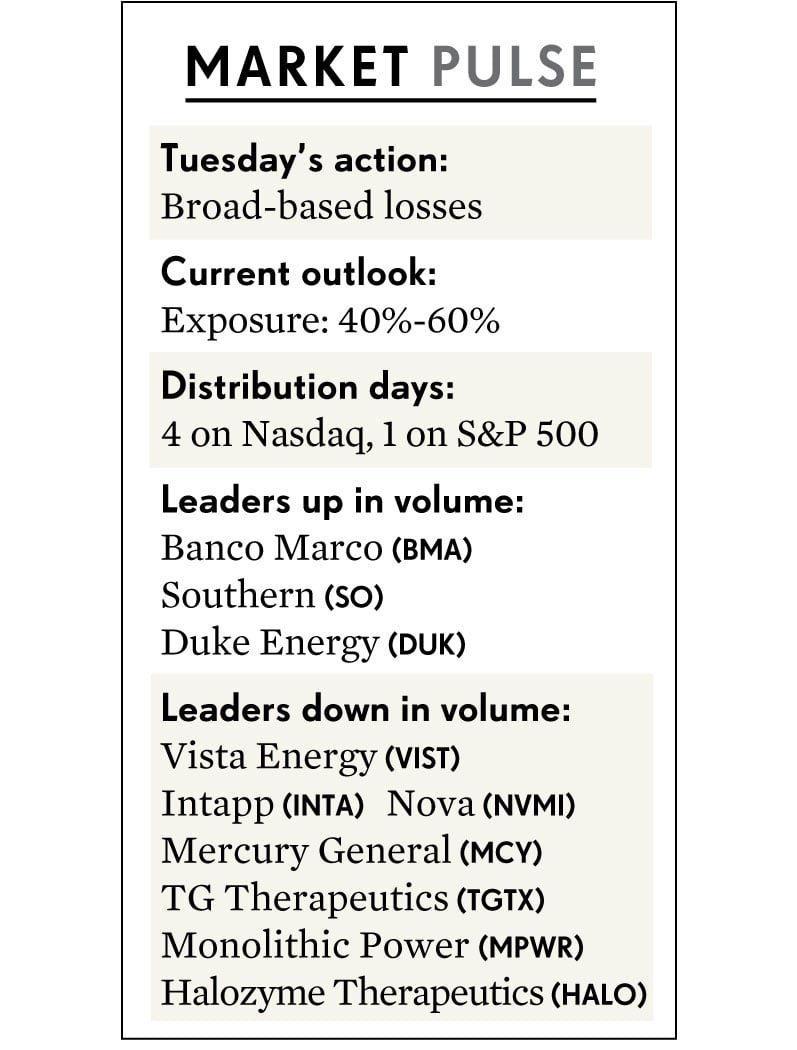 MARKET PULSE
Tuesday’s action:
Broad-based losses
Current outlook:
Exposure: 40%-60%
Distribution days:
4 on Nasdaq, 1 on S&P 500
Leaders up in volume:
Banco Marco (BMA)
Southern (SO)
Duke Energy (DUK)
Leaders down in volume:
Vista Energy (VIST)
Intapp (INTA) Nova (NVMI)
Mercury General (MCY)
TG Therapeutics (TGTX)
Monolithic Power (MPWR)
Halozyme Therapeutics (HALO)